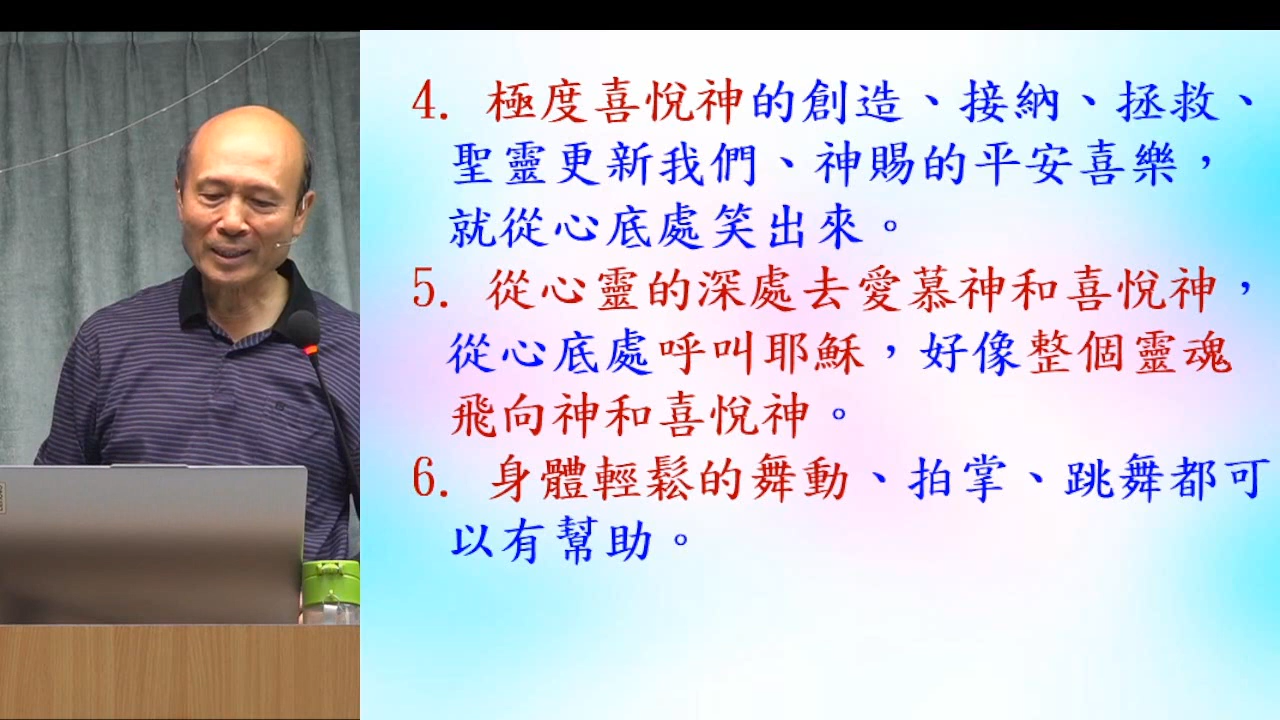 4. 極度喜悅神的創造、接納、拯救、
聖靈更新我們、神賜的平安喜樂，
就從心底處笑出來。
5. 從心靈的深處去愛慕神和喜悅神，
從心底處呼叫耶穌，好像整個靈魂
飛向神和喜悅神。
6. 身體輕鬆的舞動、拍掌、跳舞都可
以有幫助。